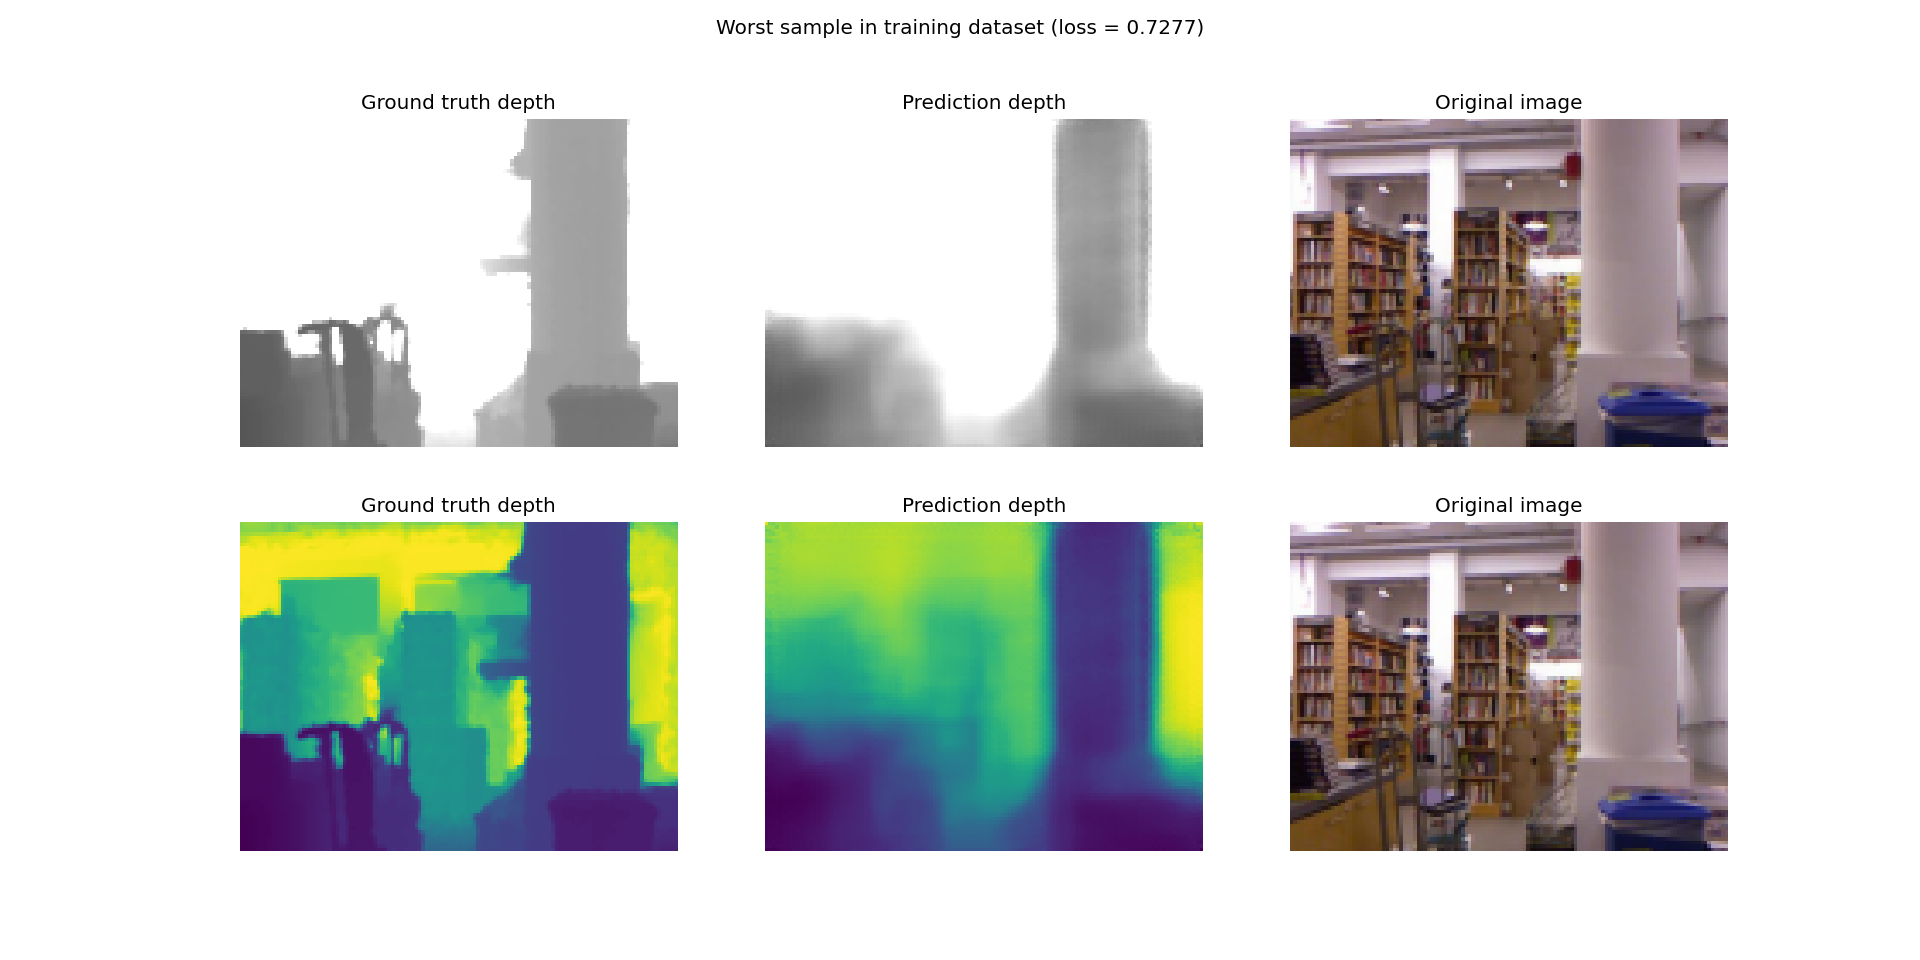 Worst sample in training dataset (loss = 0.7277)
Ground truth depth
Prediction depth
Original image
Ground truth depth
Prediction depth
Original image